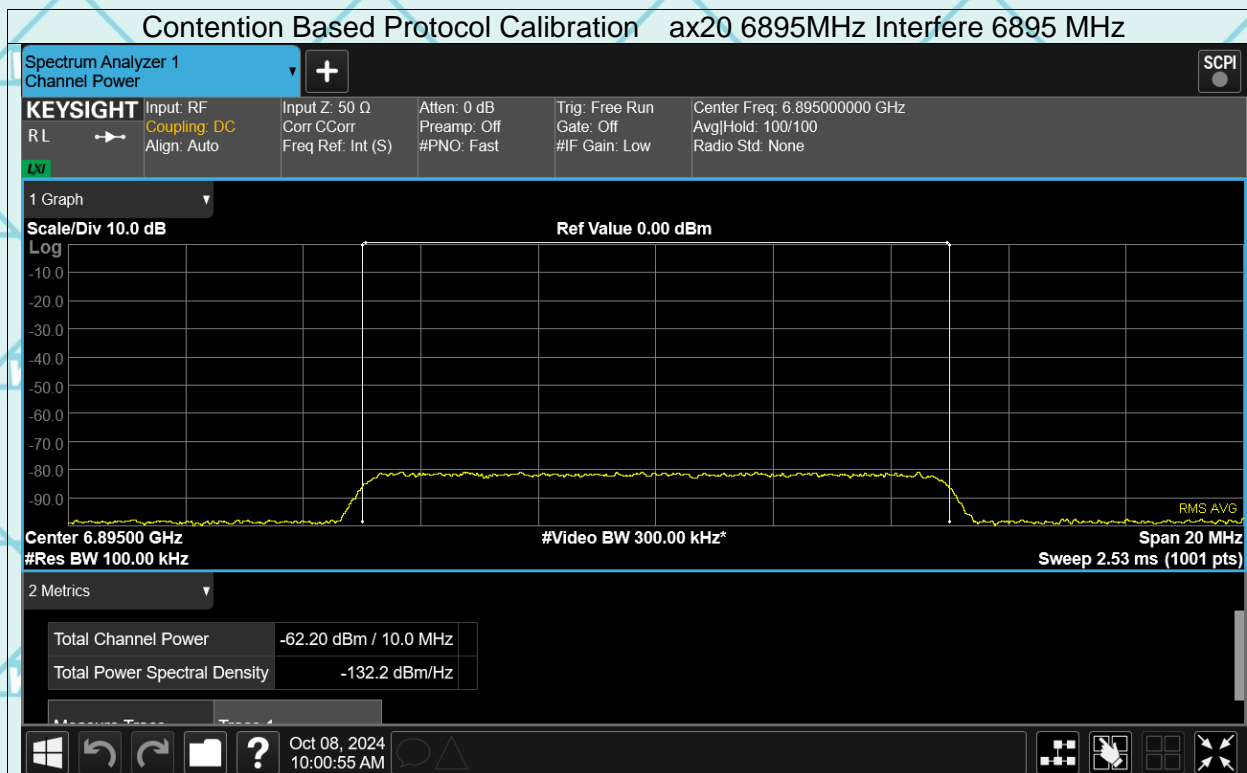 Contention Based Protocol Calibration ax20 6895MHz Interfere 6895 MHz
Spectrum Analyzer 1
Channel Power
SCPI
KEYSIGHT
R L
LXI
Input: RF
Coupling: DC
Align: Auto
Input Z: 50 Ω
Corr CCorr
Freq Ref: Int (S)
Atten: 0 dB
Preamp: Off
#PNO: Fast
Trig: Free Run
Gate: Off
#IF Gain: Low
Center Freq: 6.895000000 GHz
Avg|Hold: 100/100
Radio Std: None
1 Graph
Scale/Div 10.0 dB
Ref Value 0.00 dBm
Log
-10.0
-20.0
-30.0
-40.0
-50.0
-60.0
-70.0
-80.0
-90.0
RMS AVG
Center 6.89500 GHz
#Video BW 300.00 kHz*
Span 20 MHz
#Res BW 100.00 kHz
Sweep 2.53 ms (1001 pts)
2 Metrics
Total Channel Power -62.20 dBm / 10.0 MHz
Total Power Spectral Density -132.2 dBm/Hz
Measure Trace Trace 1
?
Oct 08, 2024
10:00:55 AM